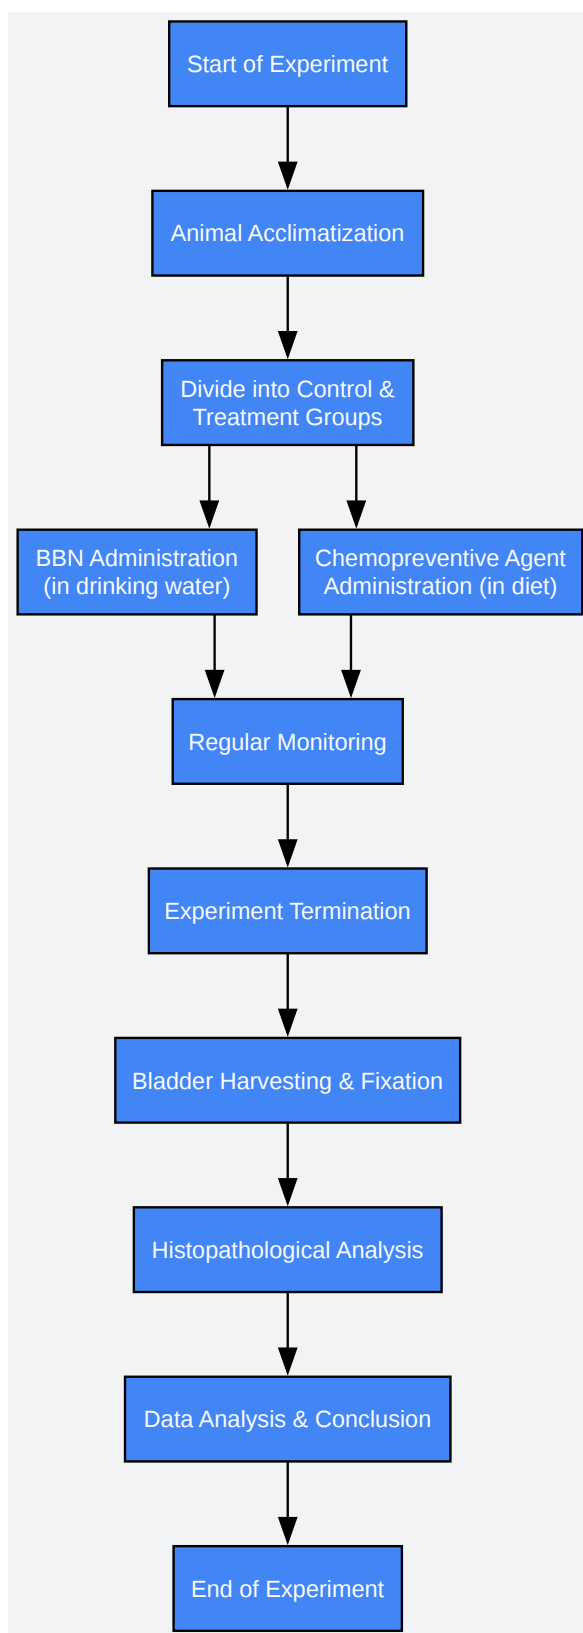 Start of Experiment
Animal Acclimatization
Divide into Control &
Treatment Groups
BBN Administration
(in drinking water)
Chemopreventive Agent
Administration (in diet)
Regular Monitoring
Experiment Termination
Bladder Harvesting & Fixation
Histopathological Analysis
Data Analysis & Conclusion
End of Experiment